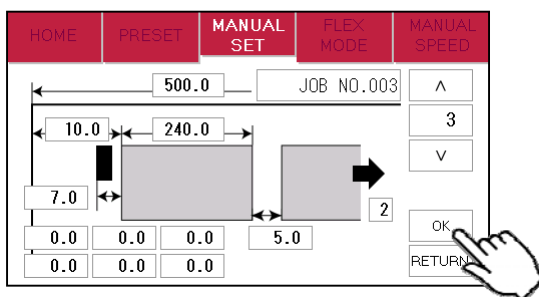 HOME PRESET MANUAL SET FLEX MODE MANUAL SPEED
500.0 JOB NO.003 ∧
10.0 240.0 3
∨
7.0 2
0.0 0.0 0.0 5.0 OK
0.0 0.0 0.0 RETURN